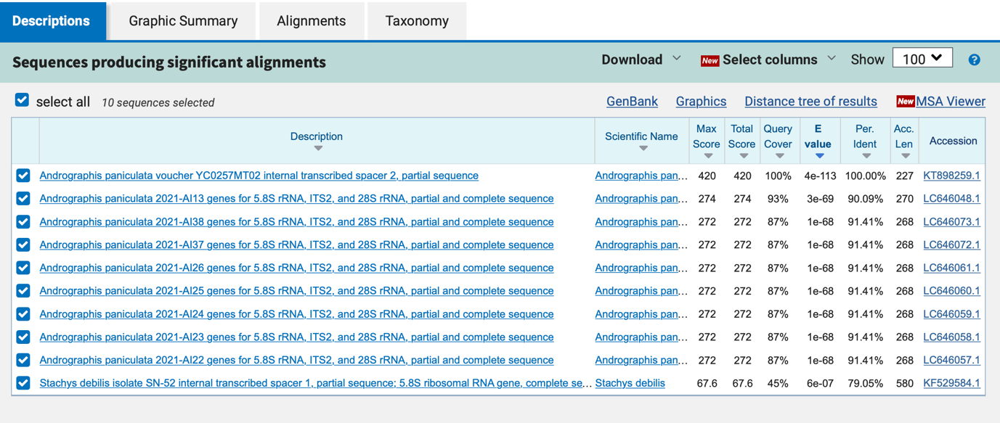 Descriptions Graphic Summary Alignments Taxonomy
Sequences producing significant alignments Download New Select columns Show 100 ?
select all 10 sequences selected GenBank Graphics Distance tree of results New MSA Viewer
Description Scientific Name Max Score Total Score Query Cover E value Per. Ident Acc. Len Accession
Andrographis paniculata voucher YC0257MT02 internal transcribed spacer 2, partial sequence Andrographis pan... 420 420 100% 4e-113 100.00% 227 KT898259.1
Andrographis paniculata 2021-AI13 genes for 5.8S rRNA, ITS2, and 28S rRNA, partial and complete sequence Andrographis pan... 274 274 93% 3e-69 90.09% 270 LC646048.1
Andrographis paniculata 2021-AI38 genes for 5.8S rRNA, ITS2, and 28S rRNA, partial and complete sequence Andrographis pan... 272 272 87% 1e-68 91.41% 268 LC646073.1
Andrographis paniculata 2021-AI37 genes for 5.8S rRNA, ITS2, and 28S rRNA, partial and complete sequence Andrographis pan... 272 272 87% 1e-68 91.41% 268 LC646072.1
Andrographis paniculata 2021-AI26 genes for 5.8S rRNA, ITS2, and 28S rRNA, partial and complete sequence Andrographis pan... 272 272 87% 1e-68 91.41% 268 LC646061.1
Andrographis paniculata 2021-AI25 genes for 5.8S rRNA, ITS2, and 28S rRNA, partial and complete sequence Andrographis pan... 272 272 87% 1e-68 91.41% 268 LC646060.1
Andrographis paniculata 2021-AI24 genes for 5.8S rRNA, ITS2, and 28S rRNA, partial and complete sequence Andrographis pan... 272 272 87% 1e-68 91.41% 268 LC646059.1
Andrographis paniculata 2021-AI23 genes for 5.8S rRNA, ITS2, and 28S rRNA, partial and complete sequence Andrographis pan... 272 272 87% 1e-68 91.41% 268 LC646058.1
Andrographis paniculata 2021-AI22 genes for 5.8S rRNA, ITS2, and 28S rRNA, partial and complete sequence Andrographis pan... 272 272 87% 1e-68 91.41% 268 LC646057.1
Stachys debilis isolate SN-52 internal transcribed spacer 1, partial sequence; 5.8S ribosomal RNA gene, complete se... Stachys debilis 67.6 67.6 45% 6e-07 79.05% 580 KF529584.1